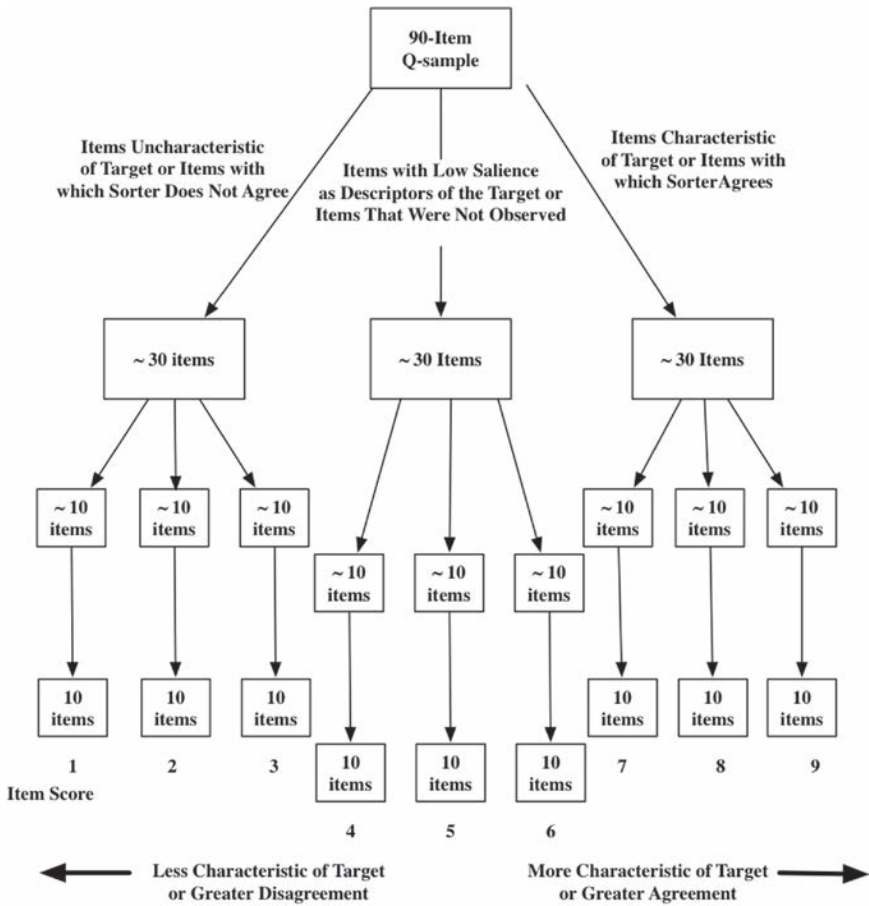 90-Item
Q-sample
Items Uncharacteristic
of Target or Items with
which Sorter Does Not Agree
Items with Low Salience
as Descriptors of the Target or
Items That Were Not Observed
Items Characteristic
of Target or Items with
which SorterAgrees
~ 30 items
~ 30 Items
~ 30 Items
~ 10
items
~ 10
items
~ 10
items
~ 10
items
~ 10
items
~ 10
items
~ 10
items
~ 10
items
~ 10
items
10
items
10
items
10
items
10
items
10
items
10
items
10
items
10
items
10
items
1 2 3
7 8 9
Item Score
4 5 6
Less Characteristic of Target
or Greater Disagreement
More Characteristic of Target
or Greater Agreement